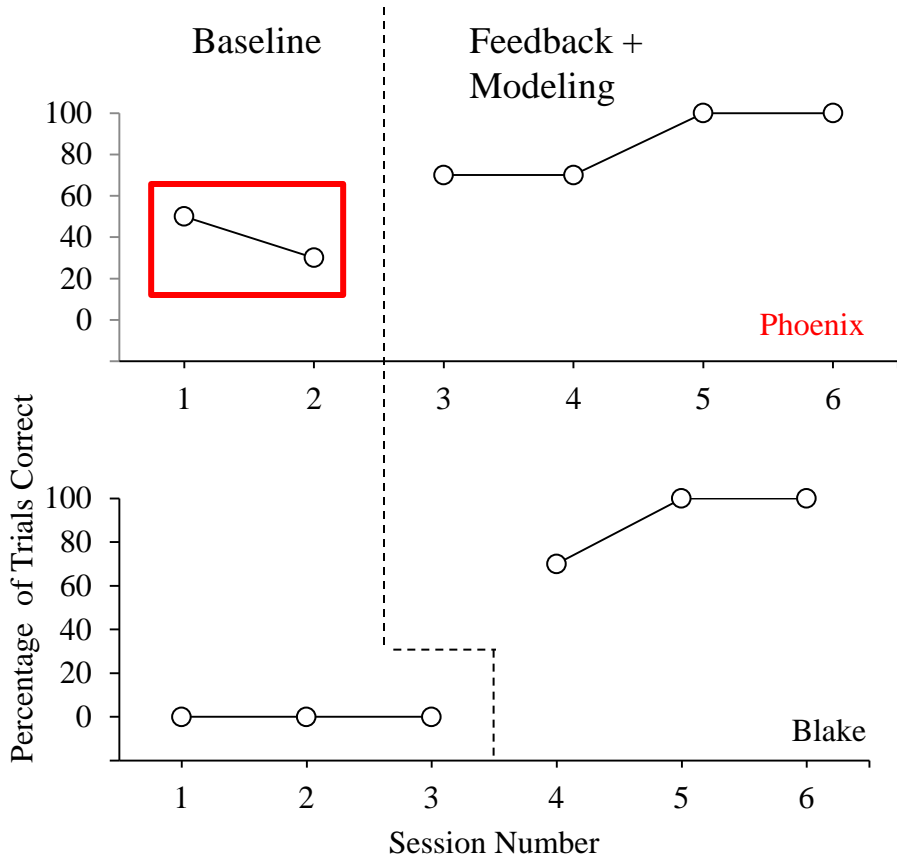 Baseline
Feedback +
Modeling
100
80
60
40
20
0
Phoenix
1 2 3 4 5 6
Percentage of Trials Correct
100
80
60
40
20
0
Blake
1 2 3 4 5 6
Session Number